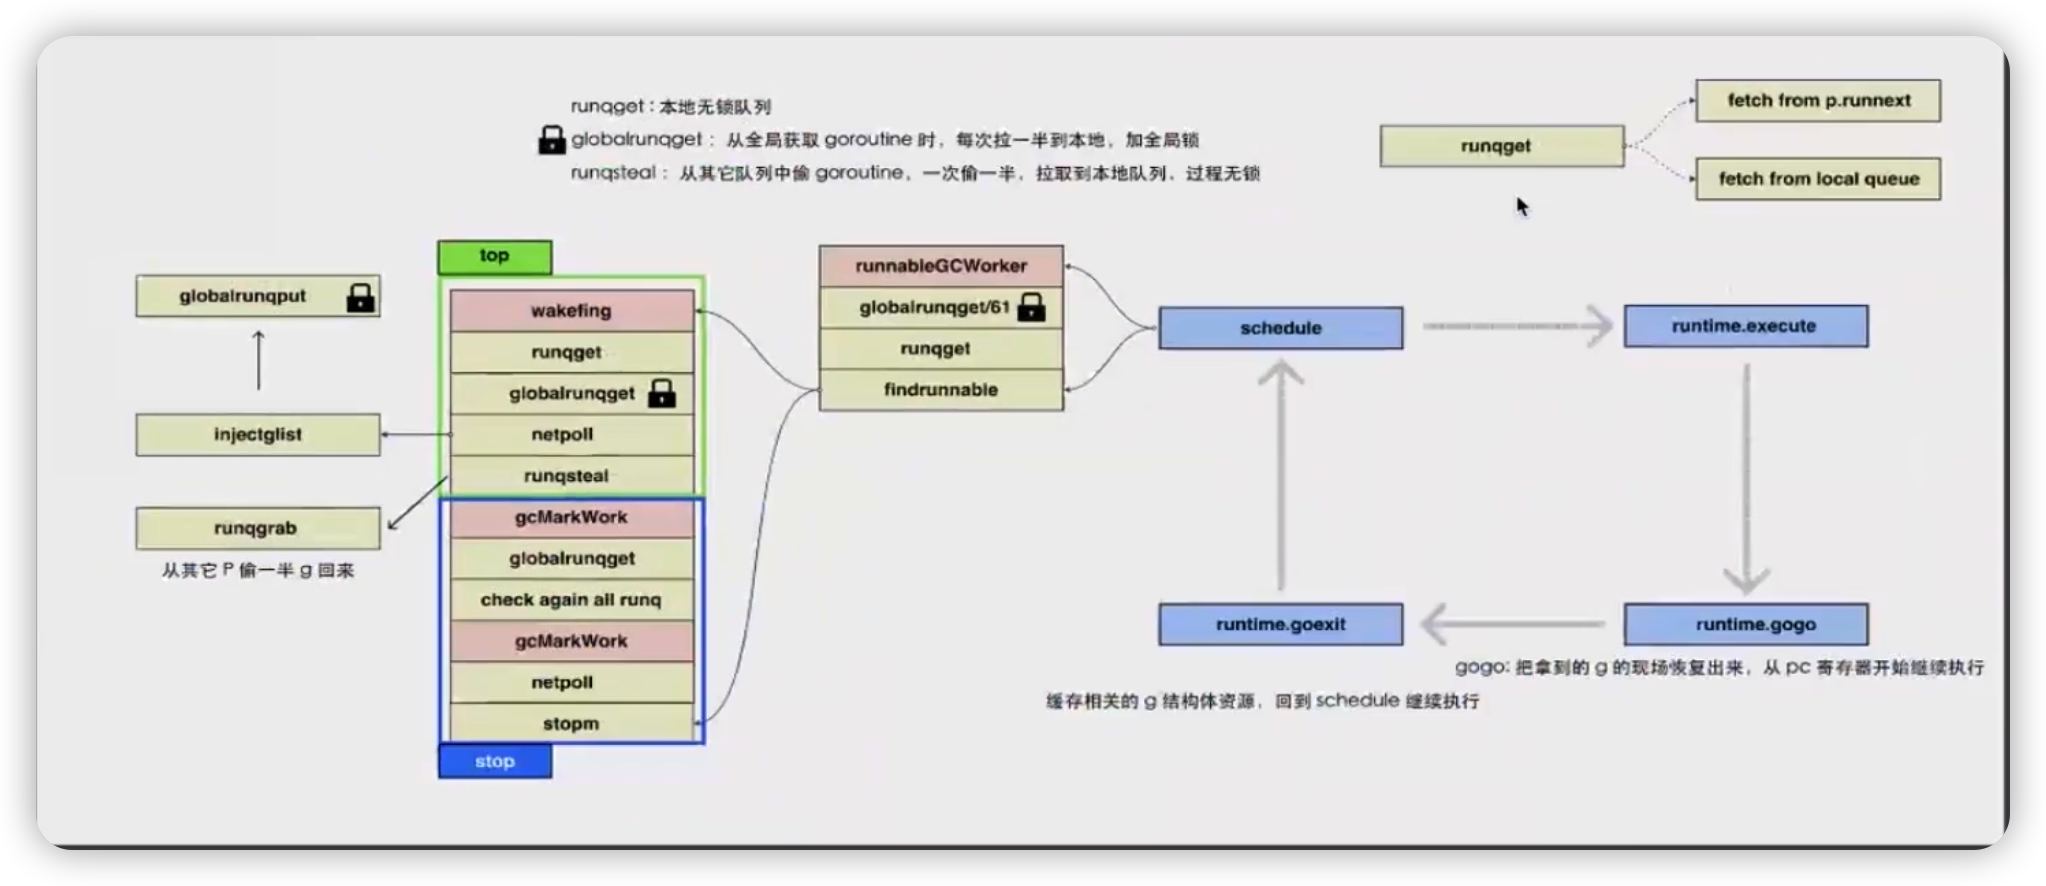 runqget：本地无锁队列
globalrunqget： 从全局获取 goroutine 时，每次拉一半到本地，加全局锁
runqsteal： 从其它队列中偷 goroutine，一次偷一半，拉取到本地队列，过程无锁
runqget
fetch from p.runnext
fetch from local queue
top
wakefing
runqget
globalrunqget
netpoll
runqsteal
gcMarkWork
globalrunqget
check again all runq
gcMarkWork
netpoll
stopm
stop
globalrunqput
injectglist
runqgrab
从其它 P 偷一半 g 回来
runnableGCWorker
globalrunqget/61
runqget
findrunnable
schedule
runtime.execute
runtime.goexit
runtime.gogo
gogo: 把拿到的 g 的现场恢复出来，从 pc 寄存器开始继续执行
缓存相关的 g 结构体资源，回到 schedule 继续执行